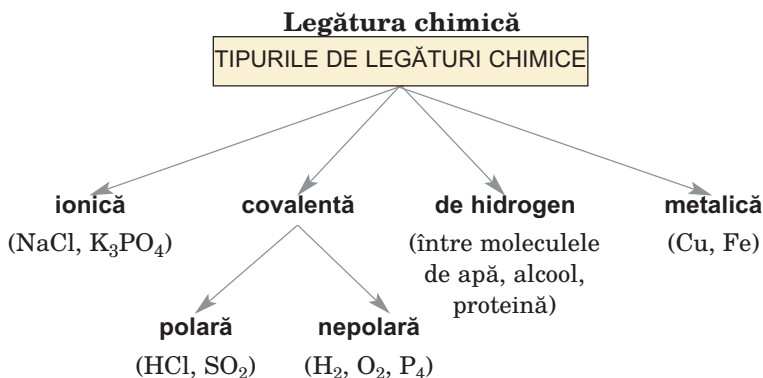 Legătura chimică
TIPURILE DE LEGĂTURI CHIMICE
ionică
(NaCl, K₃PO₄)
covalentă
de hidrogen
(între moleculele
de apă, alcool,
proteină)
metalică
(Cu, Fe)
polară
(HCl, SO₂)
nepolară
(H₂, O₂, P₄)